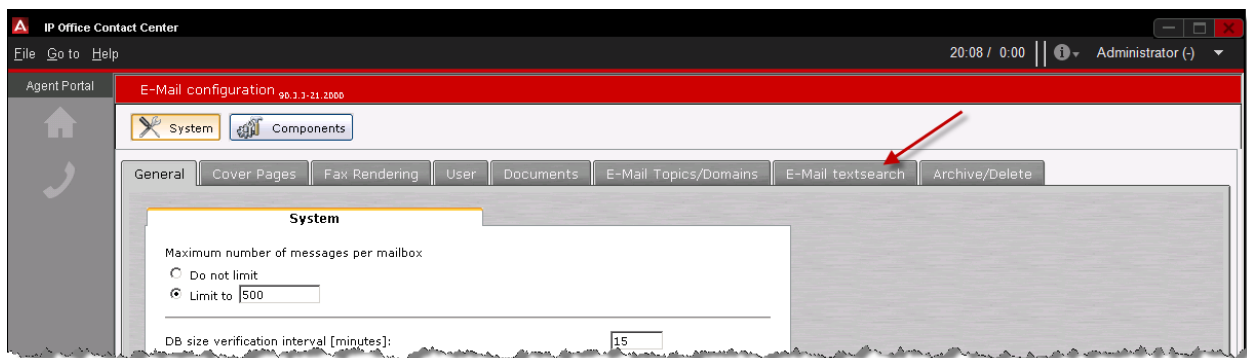 IP Office Contact Center
File Go to Help 20:08 / 0:00 Administrator (-)
Agent Portal
E-Mail configuration 90.3.3-21.2000
System Components
General Cover Pages Fax Rendering User Documents E-Mail Topics/Domains E-Mail textsearch Archive/Delete
System
Maximum number of messages per mailbox
Do not limit
Limit to 500
DB size verification interval [minutes]: 15